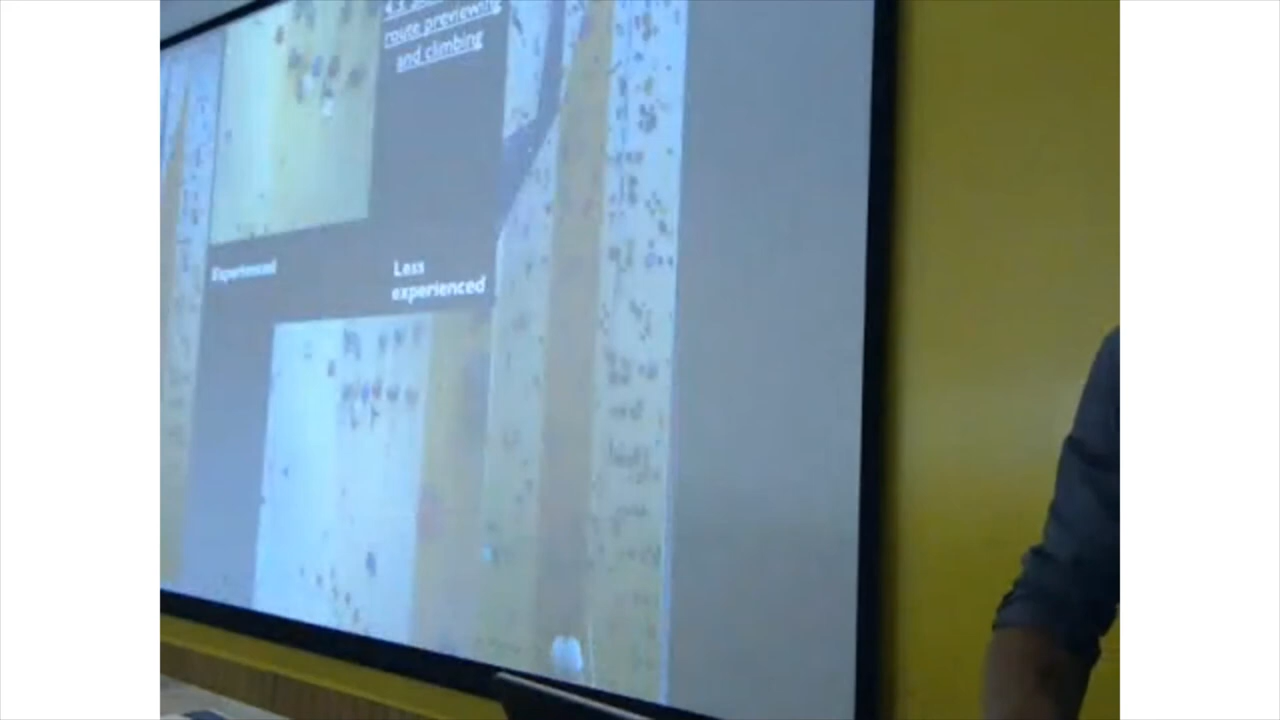 route previewing
and climbing
Experienced
Less
experienced